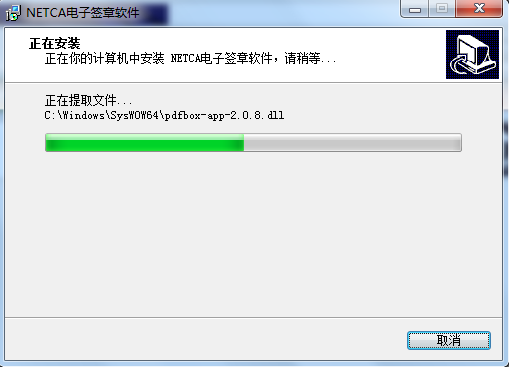 NETCA电子签章软件
正在安装
正在你的计算机中安装 NETCA电子签章软件，请稍等...
正在提取文件...
C:\Windows\SysWOW64\pdfbox-app-2.0.8.dll
取消